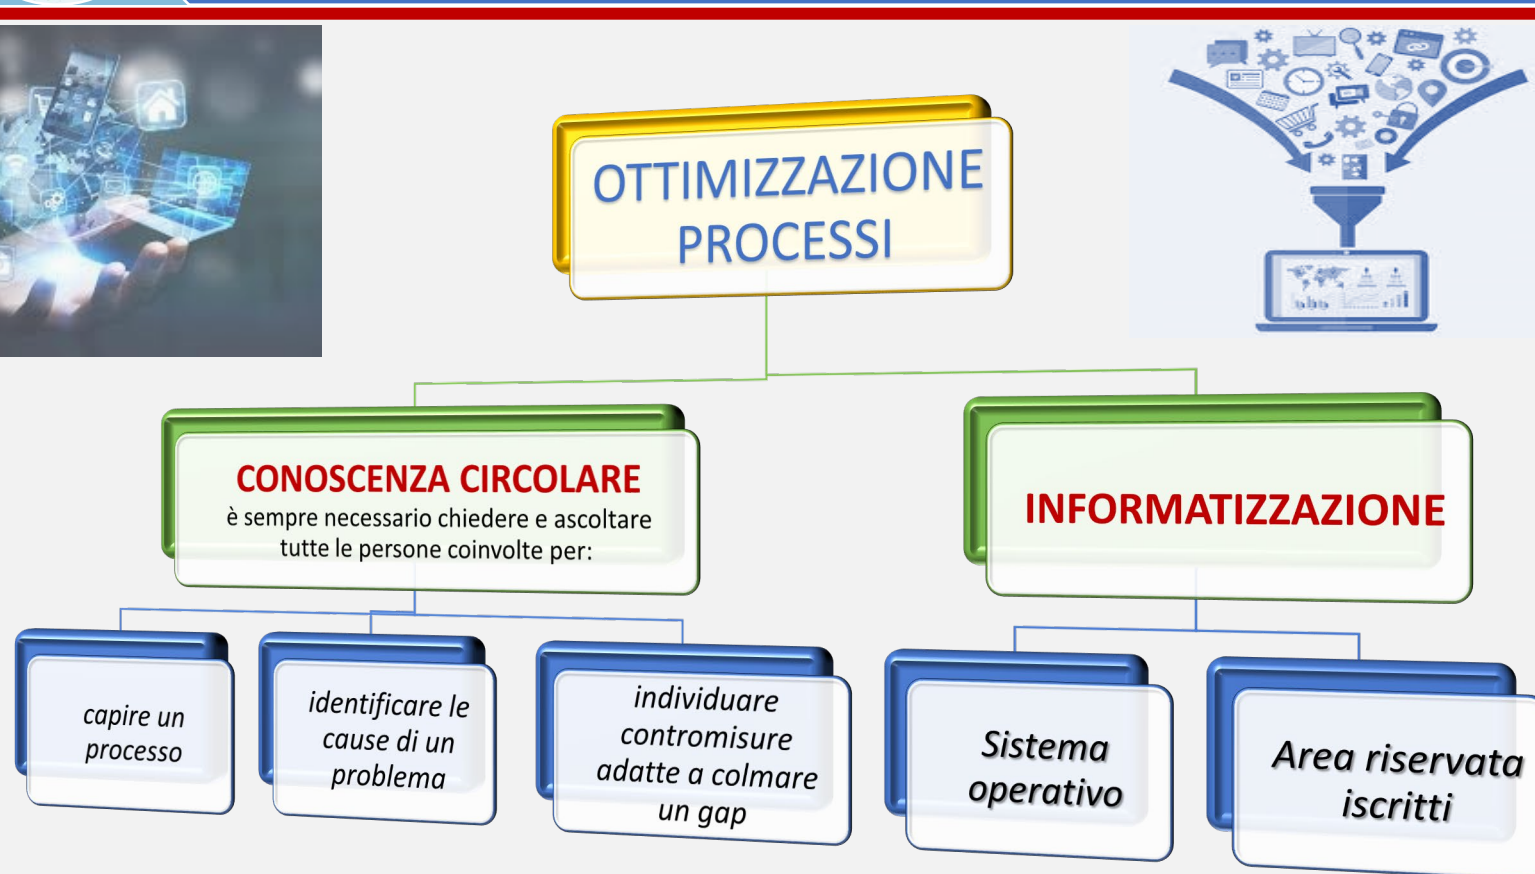 OTTIMIZZAZIONE
PROCESSI
CONOSCENZA CIRCOLARE
è sempre necessario chiedere e ascoltare
tutte le persone coinvolte per:
INFORMATIZZAZIONE
capire un
processo
identificare le
cause di un
problema
individuare
contromisure
adatte a colmare
un gap
Sistema
operativo
Area riservata
iscritti